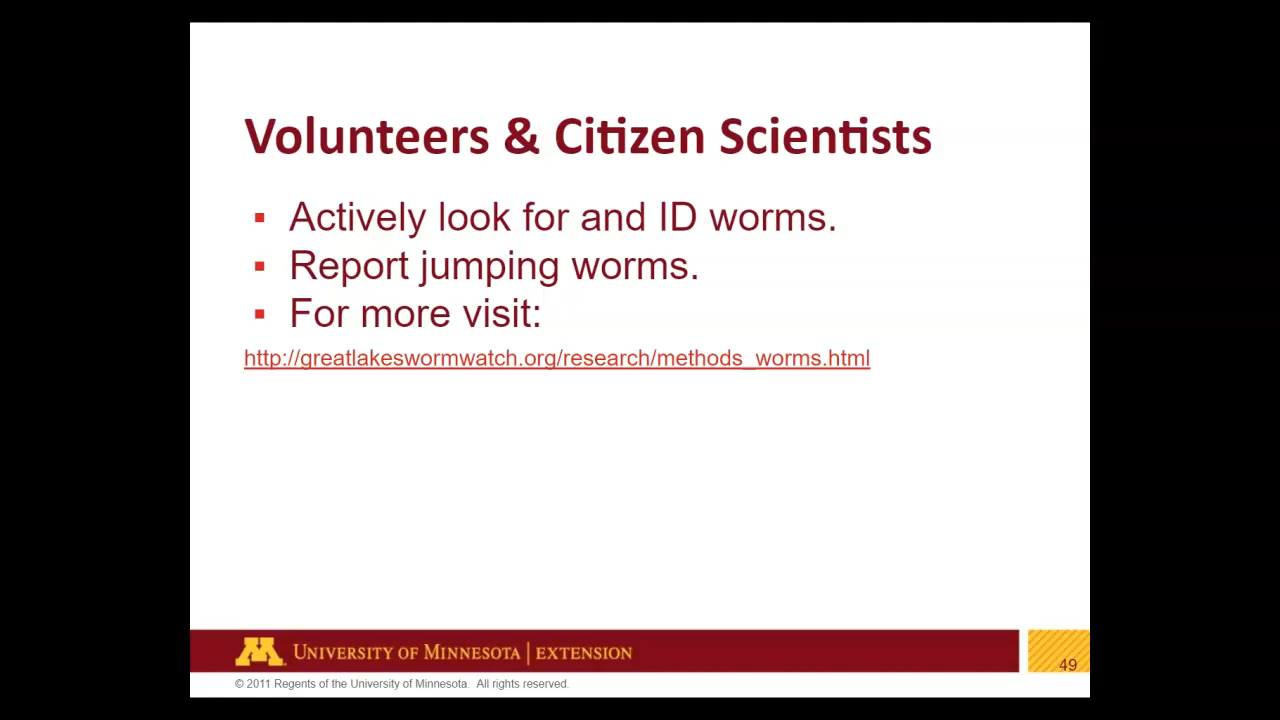 Volunteers & Citizen Scientists
▪ Actively look for and ID worms.
▪ Report jumping worms.
▪ For more visit:
http://greatlakeswormwatch.org/research/methods_worms.html
M UNIVERSITY OF MINNESOTA | EXTENSION
49
© 2011 Regents of the University of Minnesota. All rights reserved.